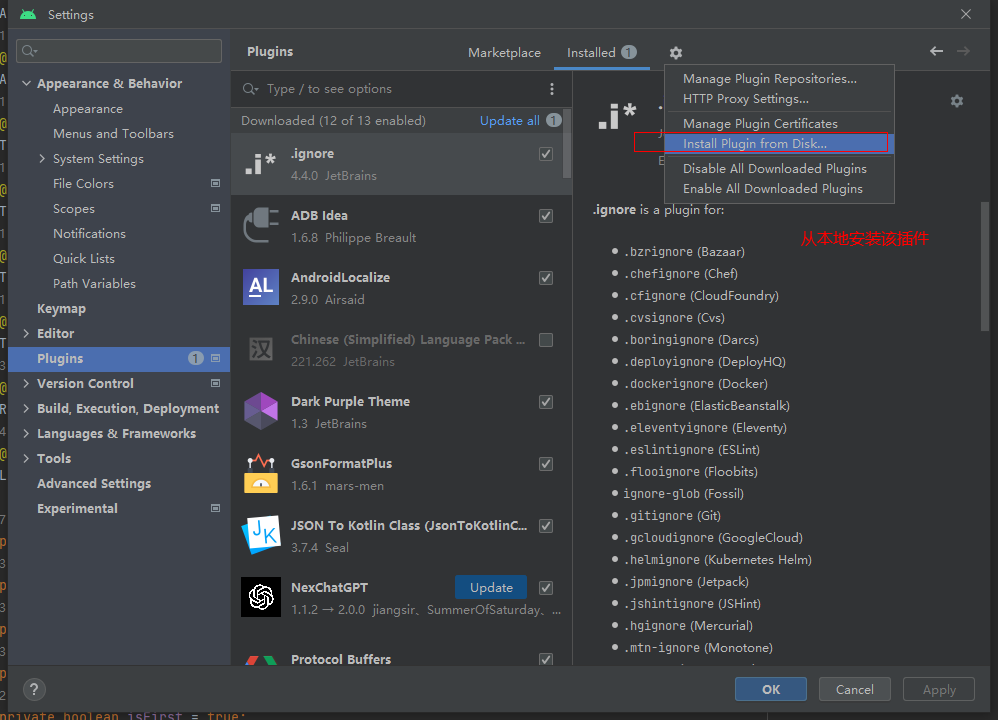 Settings
Plugins
Marketplace
Installed 1
Appearance & Behavior
Appearance
Menus and Toolbars
System Settings
File Colors
Scopes
Notifications
Quick Lists
Path Variables
Keymap
Editor
Plugins 1
Version Control
Build, Execution, Deployment
Languages & Frameworks
Tools
Advanced Settings
Experimental
Type / to see options
Downloaded (12 of 13 enabled) Update all 1
.i* .ignore
4.4.0 JetBrains
ADB Idea
1.6.8 Philippe Breault
AL AndroidLocalize
2.9.0 Airsaid
汉 Chinese (Simplified) Language Pack ...
221.262 JetBrains
Dark Purple Theme
1.3 JetBrains
GsonFormatPlus
1.6.1 mars-men
JK JSON To Kotlin Class (JsonToKotlinC...
3.7.4 Seal
NexChatGPT Update
1.1.2 → 2.0.0 jiangsir、SummerOfSaturday、...
Protocol Buffers
Manage Plugin Repositories...
HTTP Proxy Settings...
Manage Plugin Certificates
Install Plugin from Disk...
Disable All Downloaded Plugins
Enable All Downloaded Plugins
.i*
.ignore is a plugin for:
从本地安装该插件
• .bzrignore (Bazaar)
• .chefignore (Chef)
• .cfignore (CloudFoundry)
• .cvsignore (Cvs)
• .boringignore (Darcs)
• .deployignore (DeployHQ)
• .dockerignore (Docker)
• .ebignore (ElasticBeanstalk)
• .eleventyignore (Eleventy)
• .eslintignore (ESLint)
• .flooignore (Floobits)
• ignore-glob (Fossil)
• .gitignore (Git)
• .gcloudignore (GoogleCloud)
• .helmignore (Kubernetes Helm)
• .jpmignore (Jetpack)
• .jshintignore (JSHint)
• .hgignore (Mercurial)
• .mtn-ignore (Monotone)
? OK Cancel Apply
private boolean isFirst = true;